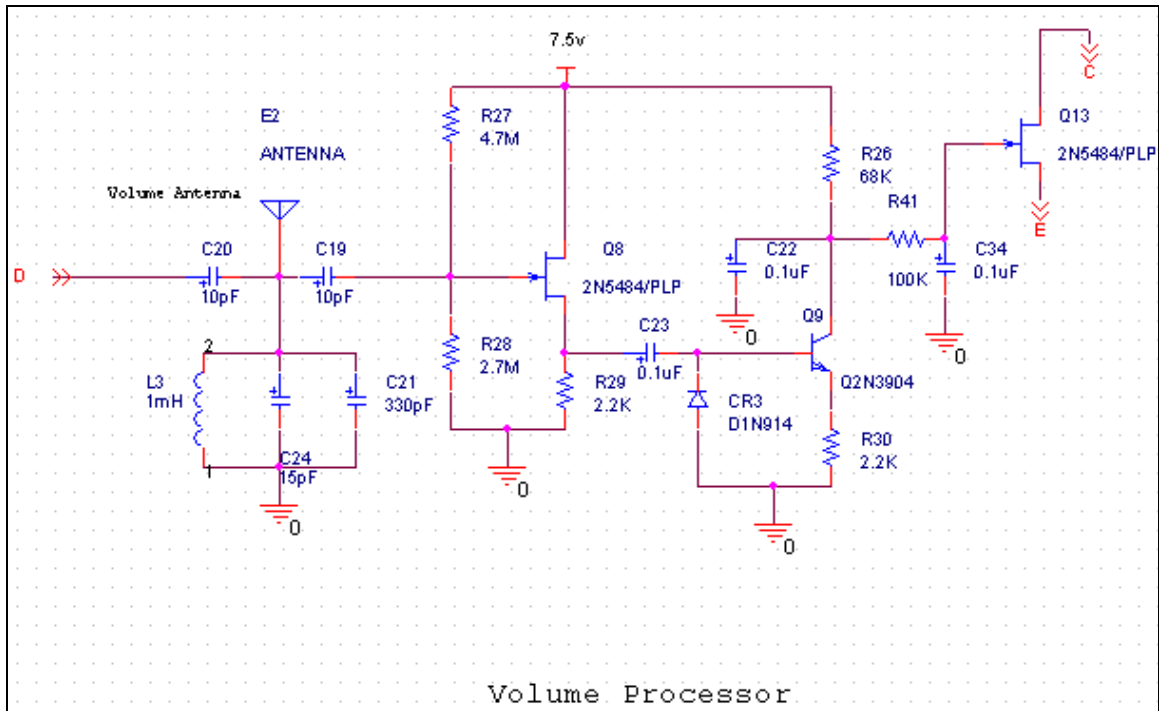 7.5v
E2
ANTENNA
Volume Antenna
R27
4.7M
R26
68K
Q13
2N5484/PLP
C
E
R41
100K
C34
0.1uF
0
C22
0.1uF
0
D
C20
10pF
C19
10pF
Q8
2N5484/PLP
R28
2.7M
R29
2.2K
0
C23
0.1uF
Q9
Q2N3904
CR3
D1N914
R30
2.2K
0
2
L3
1mH
1
C24
15pF
C21
330pF
0
Volume Processor